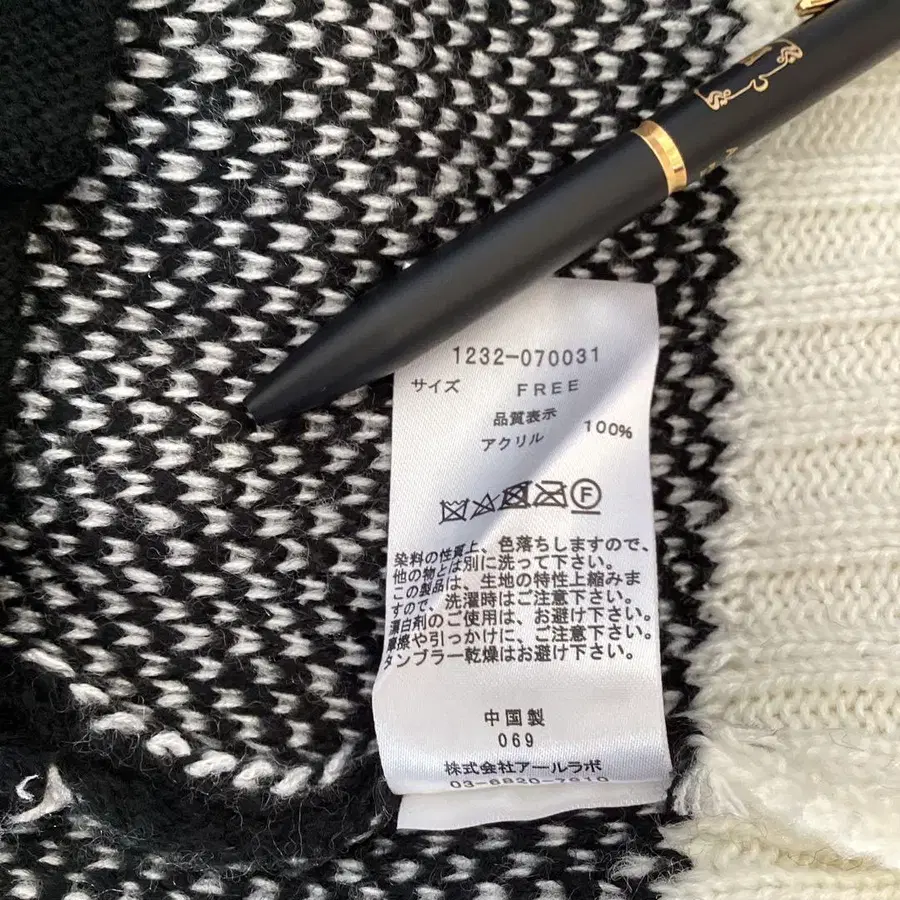 1232-070031
サイズ FREE
品質表示
アクリル 100%
F
染料の性質上、色落ちしますので、
他の物とは別に洗って下さい。
この製品は、生地の特性上縮みま
すので、洗濯時はご注意下さい。
漂白剤のご使用は、お避け下さい。
摩擦や引っかけに、ご注意下さい。
タンブラー乾燥はお避け下さい。
中国製
069
株式会社アールラボ
03-6820-7810